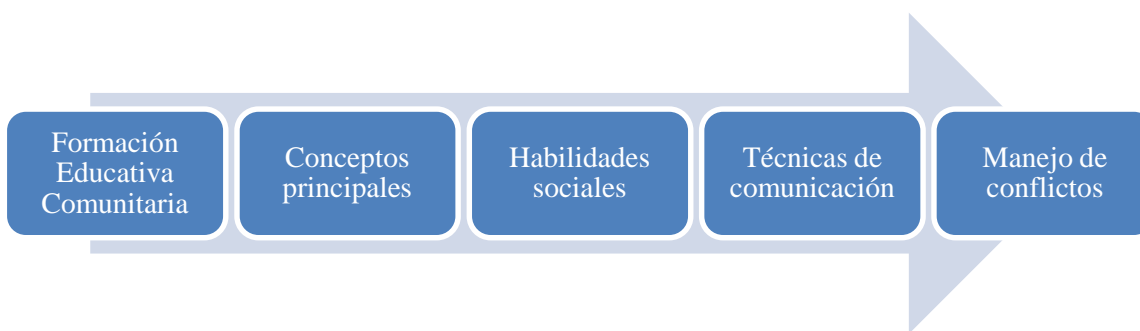 Formación
Educativa
Comunitaria
Conceptos
principales
Habilidades
sociales
Técnicas de
comunicación
Manejo de
conflictos